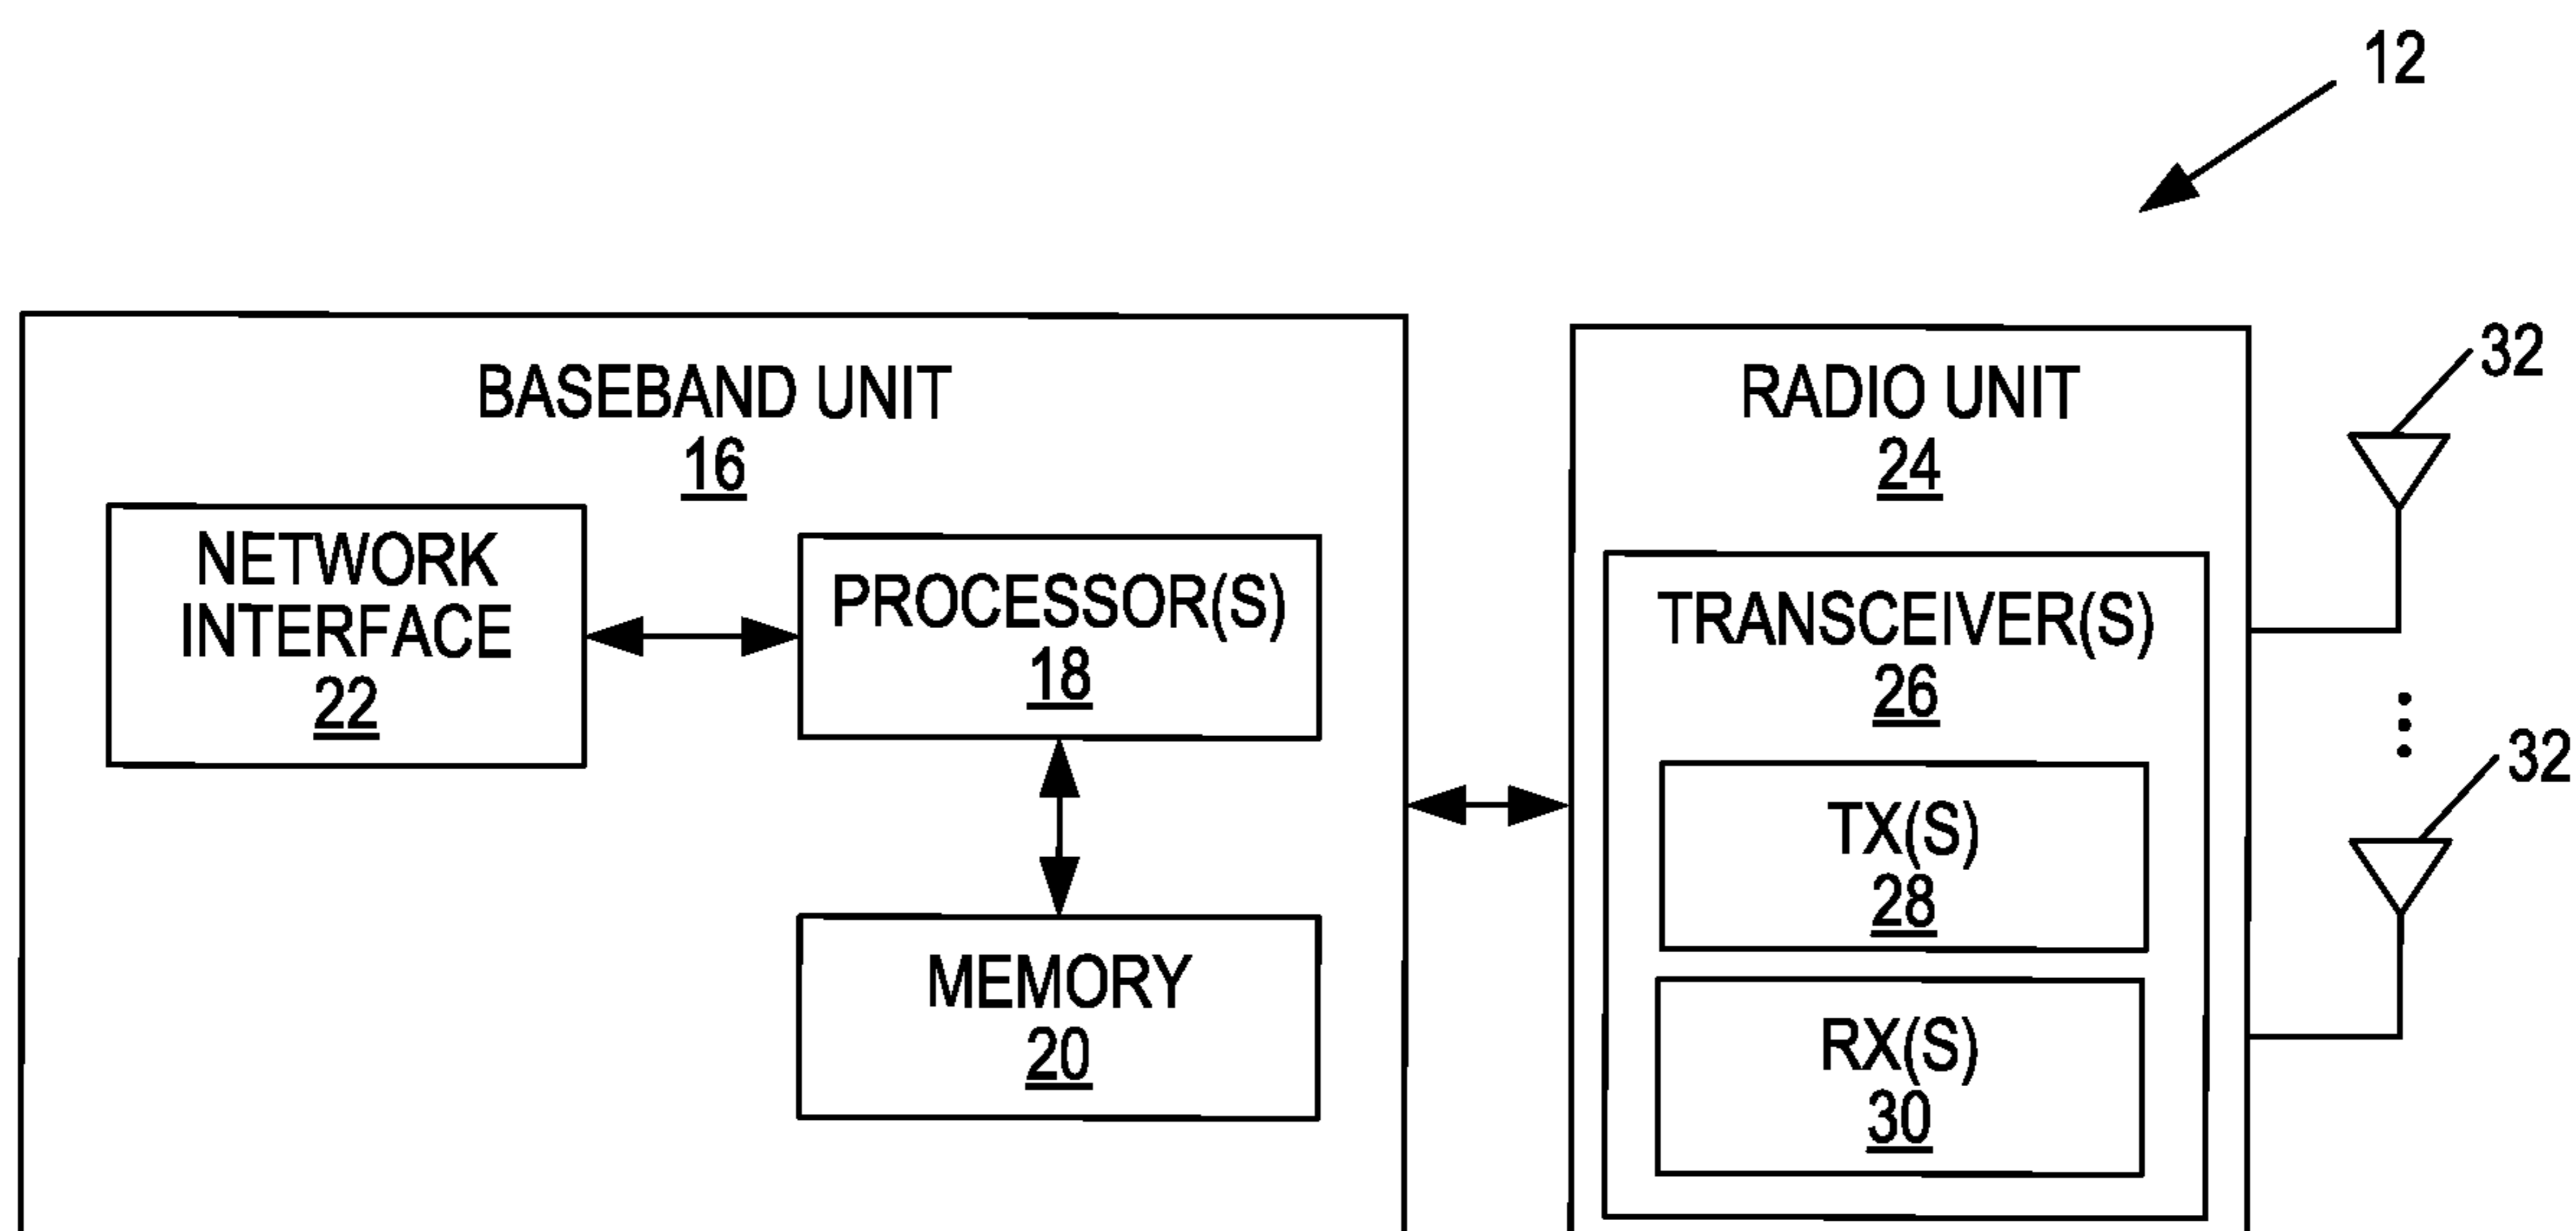 12
BASEBAND UNIT
16
NETWORK
INTERFACE
22
PROCESSOR(S)
18
MEMORY
20
RADIO UNIT
24
TRANSCEIVER(S)
26
TX(S)
28
RX(S)
30
32
32